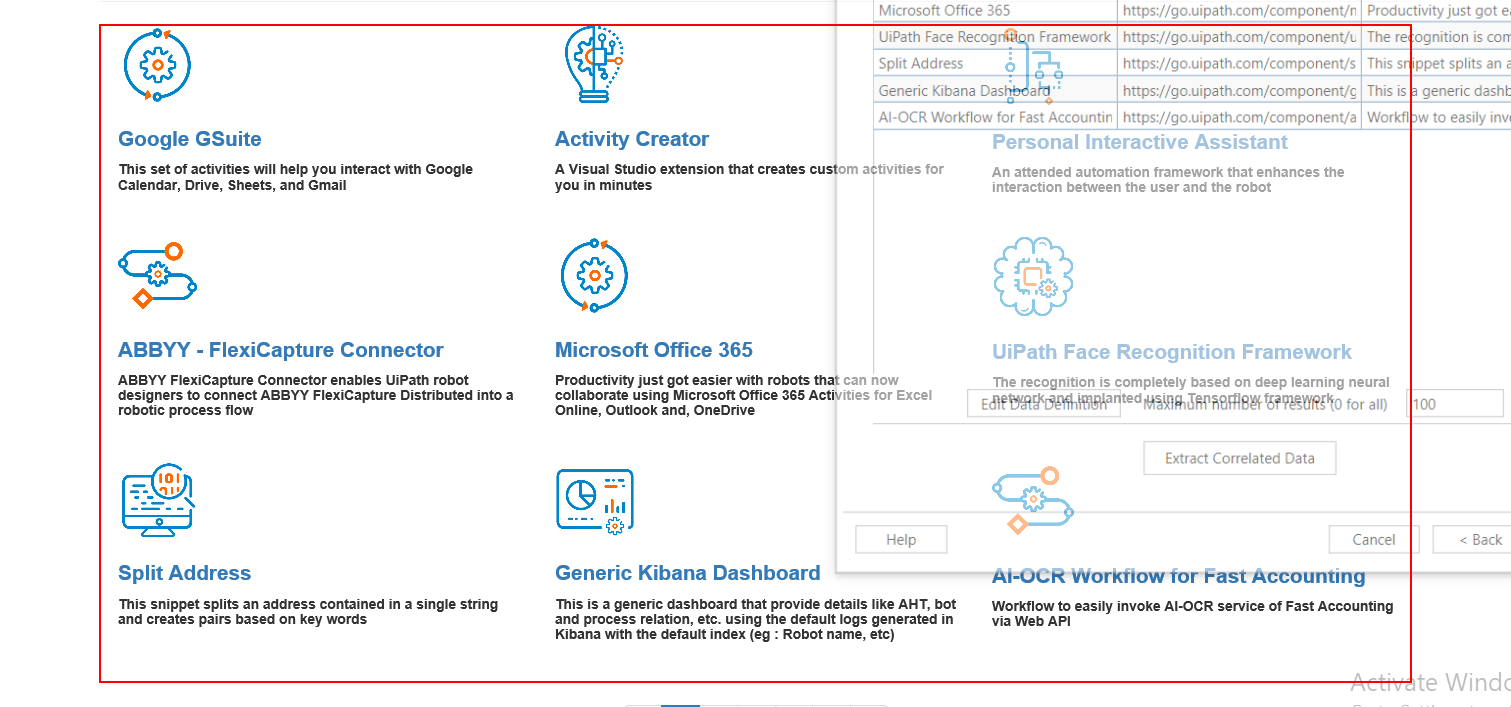 Microsoft Office 365 https://go.uipath.com/component/n Productivity just got ea
UiPath Face Recognition Framework https://go.uipath.com/component/u The recognition is com
Split Address https://go.uipath.com/component/s This snippet splits an a
Generic Kibana Dashboard https://go.uipath.com/component/g This is a generic dashb
AI-OCR Workflow for Fast Accountin https://go.uipath.com/component/a Workflow to easily invo
Google GSuite
This set of activities will help you interact with Google
Calendar, Drive, Sheets, and Gmail
Activity Creator
A Visual Studio extension that creates custom activities for
you in minutes
Personal Interactive Assistant
An attended automation framework that enhances the
interaction between the user and the robot
ABBYY - FlexiCapture Connector
ABBYY FlexiCapture Connector enables UiPath robot
designers to connect ABBYY FlexiCapture Distributed into a
robotic process flow
Microsoft Office 365
Productivity just got easier with robots that can now
collaborate using Microsoft Office 365 Activities for Excel
Online, Outlook and, OneDrive
UiPath Face Recognition Framework
The recognition is completely based on deep learning neural
network and implanted using Tensorflow framework
Edit Data Definition Maximum number of results (0 for all) 100
Extract Correlated Data
Help Cancel < Back
Split Address
This snippet splits an address contained in a single string
and creates pairs based on key words
Generic Kibana Dashboard
This is a generic dashboard that provide details like AHT, bot
and process relation, etc. using the default logs generated in
Kibana with the default index (eg : Robot name, etc)
AI-OCR Workflow for Fast Accounting
Workflow to easily invoke AI-OCR service of Fast Accounting
via Web API
Activate Windo